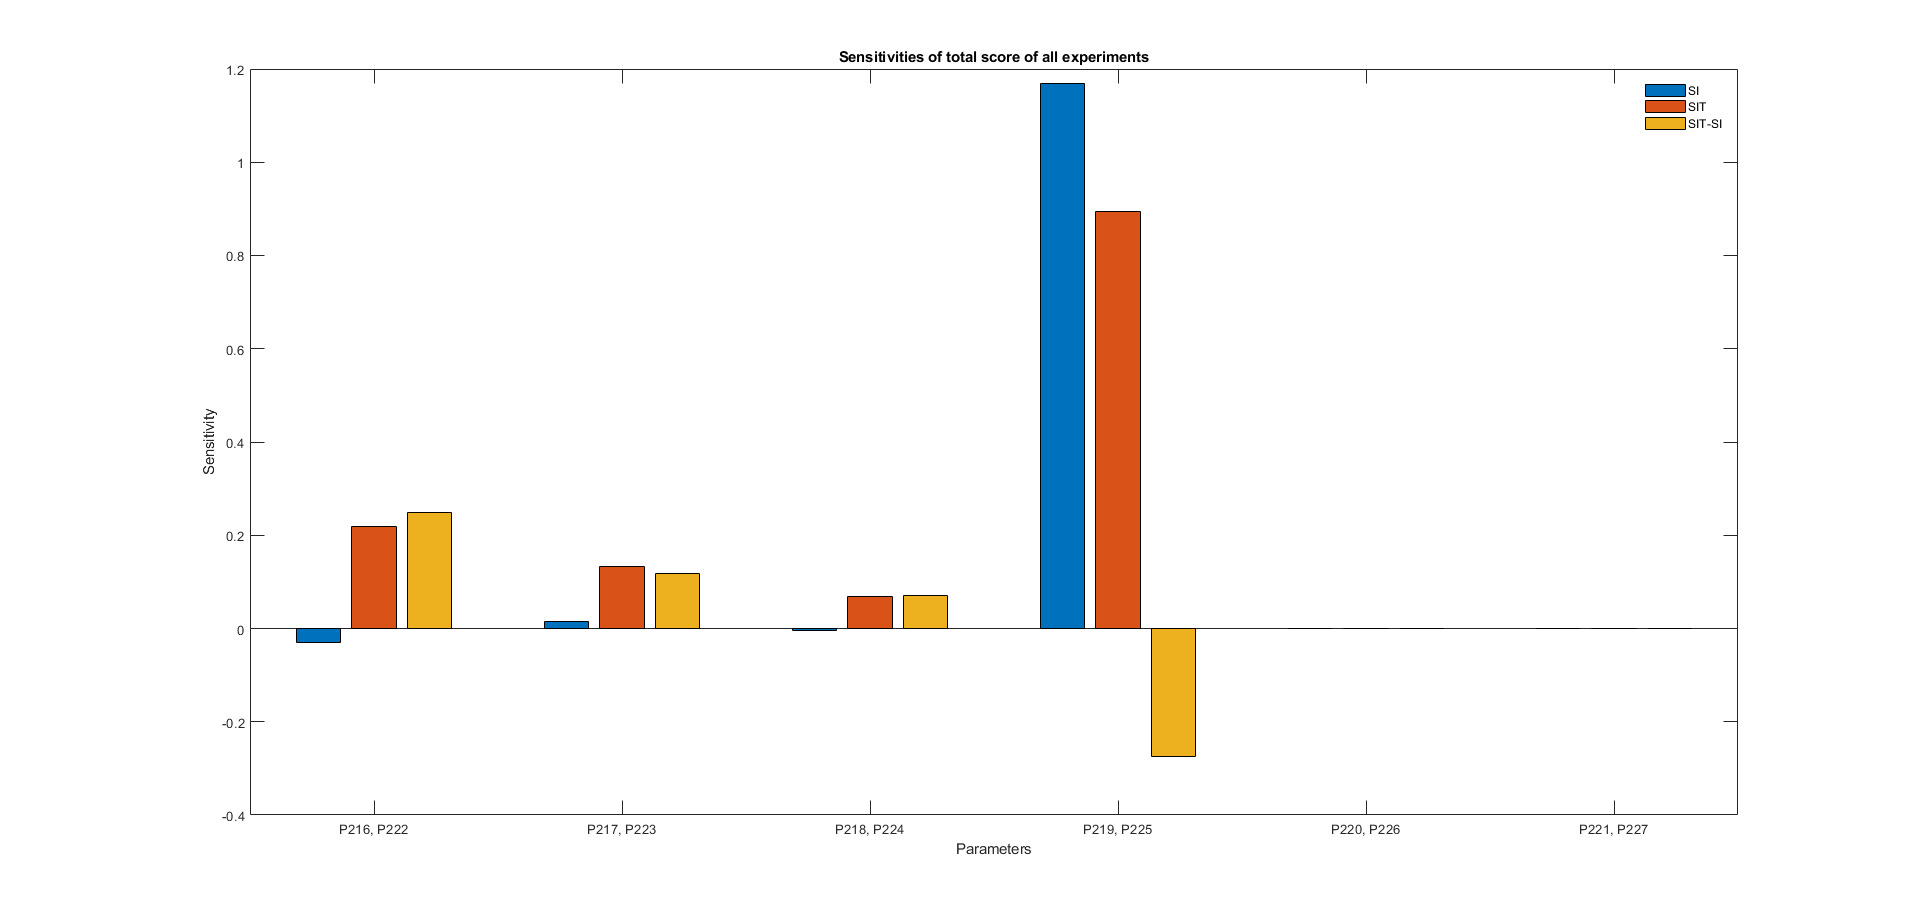 Sensitivities of total score of all experiments
1.2
1
0.8
0.6
0.4
0.2
0
-0.2
-0.4
Sensitivity
SI
SIT
SIT-SI
P216, P222
P217, P223
P218, P224
P219, P225
P220, P226
P221, P227
Parameters